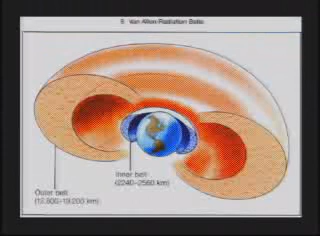 5 Van Allen Radiation Belts
Inner belt
(2240–2560 km)
Outer belt
(12,800–19,200 km)